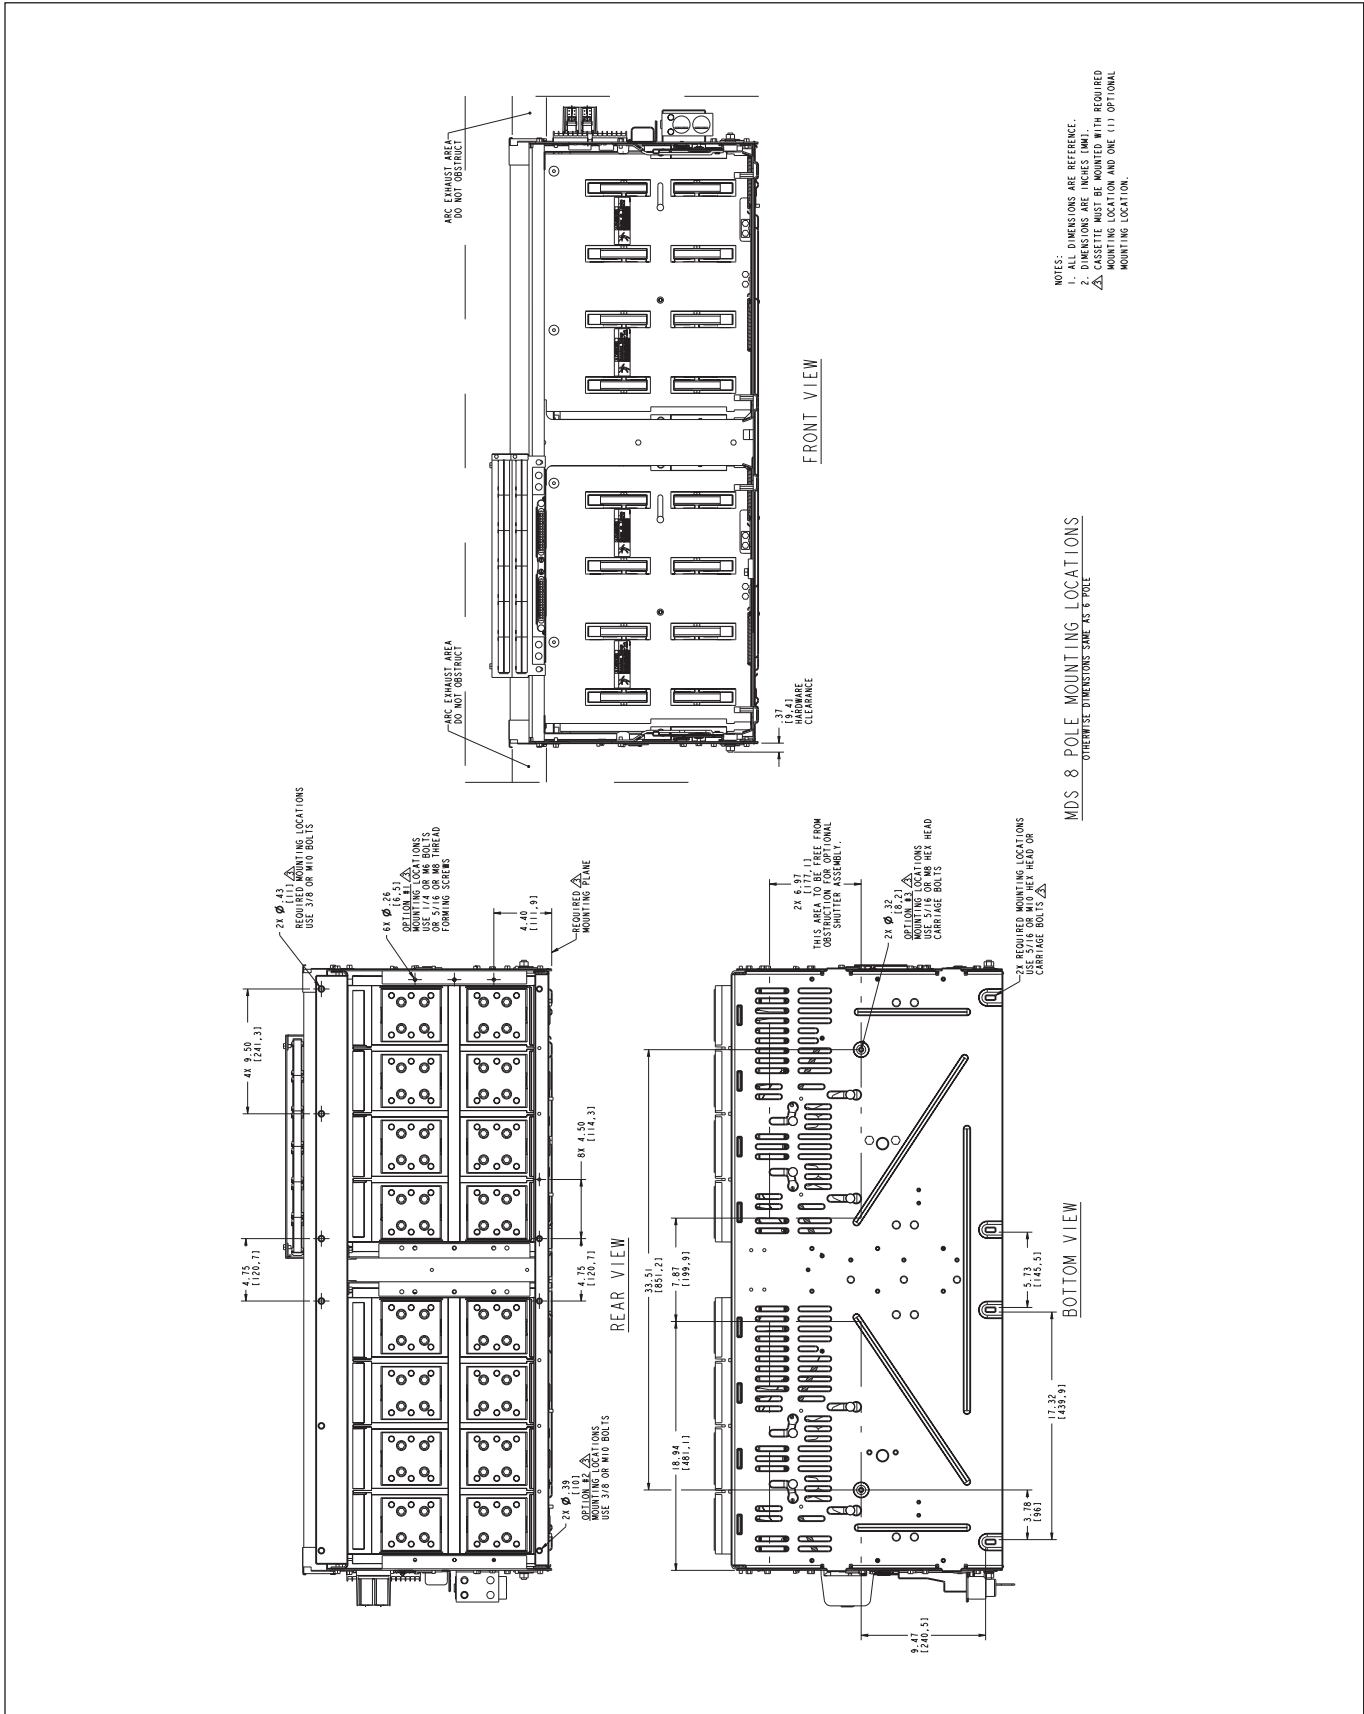 2X Ø .43
[11] 3
REQUIRED MOUNTING LOCATIONS
USE 3/8 OR M10 BOLTS
4X 9.50
[241,3]
6X Ø .26
[6,5]
OPTION #1 3
MOUNTING LOCATIONS
USE 1/4 OR M6 BOLTS
OR 5/16 OR M8 THREAD
FORMING SCREWS
4.40
[111,9]
REQUIRED 3
MOUNTING PLANE
8X 4.50
[114,3]
4.75
[120,7]
4.75
[120,7]
2X Ø .39
[10]
OPTION #2 3
MOUNTING LOCATIONS
USE 3/8 OR M10 BOLTS
REAR VIEW
ARC EXHAUST AREA
DO NOT OBSTRUCT
ARC EXHAUST AREA
DO NOT OBSTRUCT
.37
[9.4]
HARDWARE
CLEARANCE
FRONT VIEW
2X 6.97
[177,1]
THIS AREA TO BE FREE FROM
OBSTRUCTION FOR OPTIONAL
SHUTTER ASSEMBLY.
2X Ø .32
[8,2]
OPTION #3 3
MOUNTING LOCATIONS
USE 5/16 OR M8 HEX HEAD
CARRIAGE BOLTS
2X REQUIRED MOUNTING LOCATIONS
USE 5/16 OR M10 HEX HEAD OR
CARRIAGE BOLTS 3
33.51
[851,2]
7.87
[199,9]
18.94
[481,1]
5.73
[145,5]
17.32
[439,9]
3.78
[96]
9.47
[240,5]
BOTTOM VIEW
MDS 8 POLE MOUNTING LOCATIONS
OTHERWISE DIMENSIONS SAME AS 6 POLE
NOTES:
1. ALL DIMENSIONS ARE REFERENCE.
2. DIMENSIONS ARE INCHES [MM].
3 CASSETTE MUST BE MOUNTED WITH REQUIRED
MOUNTING LOCATION AND ONE (1) OPTIONAL
MOUNTING LOCATION.